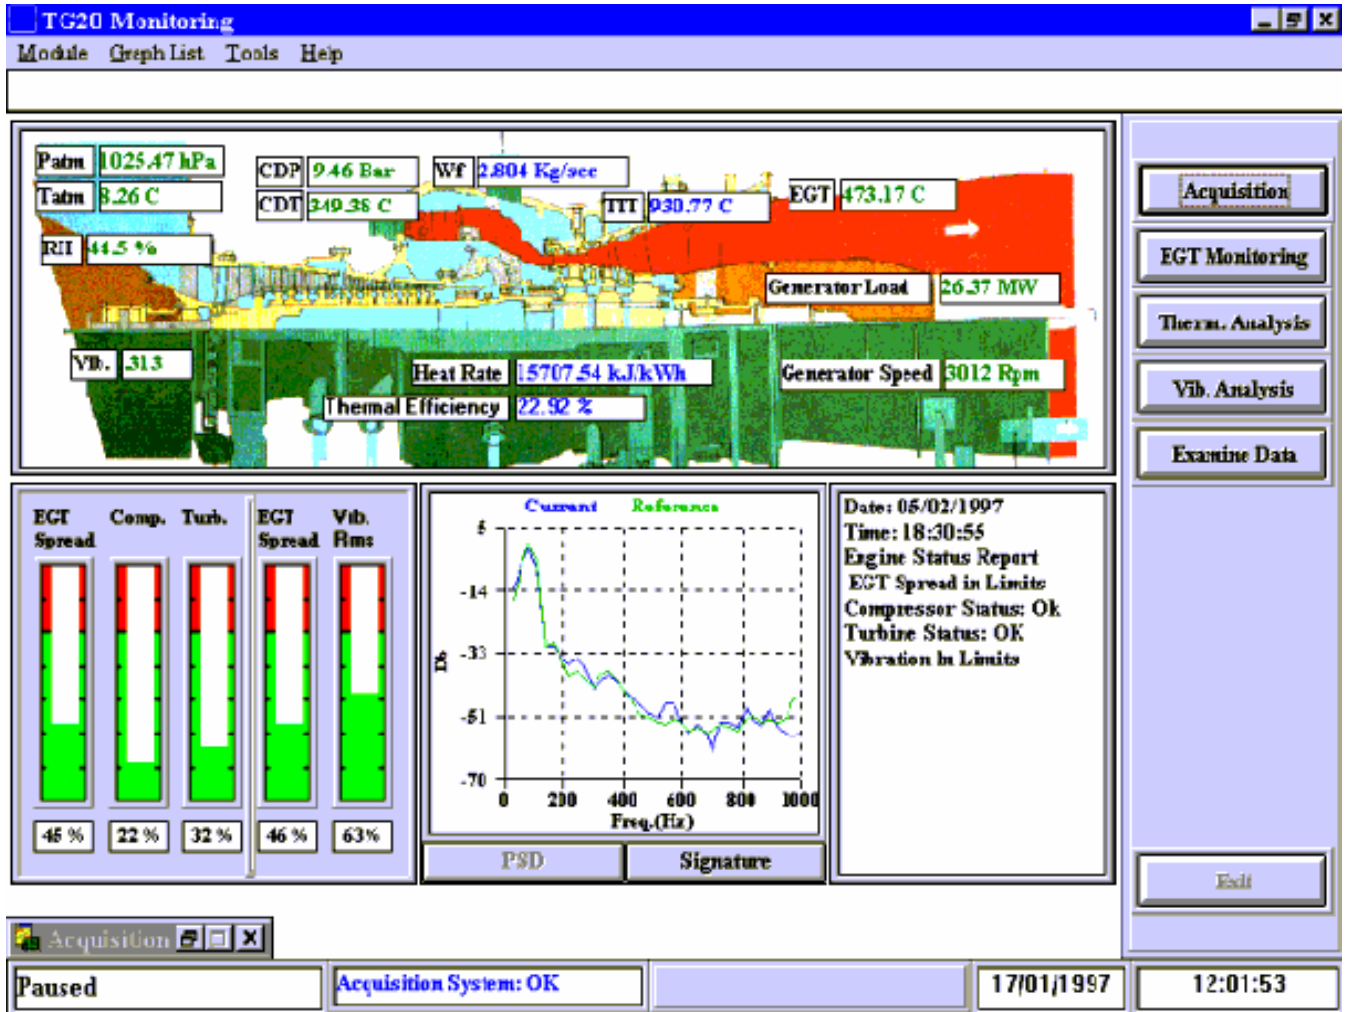 TG20 Monitoring
Module Graph List Tools Help
Patm 1025.47 hPa
CDP 9.46 Bar
Wf 2.804 Kg/sec
Tatm 8.26 C
CDT 349.38 C
TIT 930.77 C
EGT 473.17 C
RH 44.5 %
Generator Load 26.37 MW
Vib. .313
Heat Rate 15707.54 kJ/kWh
Generator Speed 3012 Rpm
Thermal Efficiency 22.92 %
Acquisition
EGT Monitoring
Therm. Analysis
Vib. Analysis
Examine Data
Exit
EGT Spread
Comp.
Turb.
EGT Spread
Vib. Rms
45 %
22 %
32 %
46 %
63%
Current Reference
5
-14
-33
-51
-70
Db
0 200 400 600 800 1000
Freq.(Hz)
PSD
Signature
Date: 05/02/1997
Time: 18:30:55
Engine Status Report
EGT Spread in Limits
Compressor Status: Ok
Turbine Status: OK
Vibration In Limits
Acquisition
Paused
Acquisition System: OK
17/01/1997
12:01:53